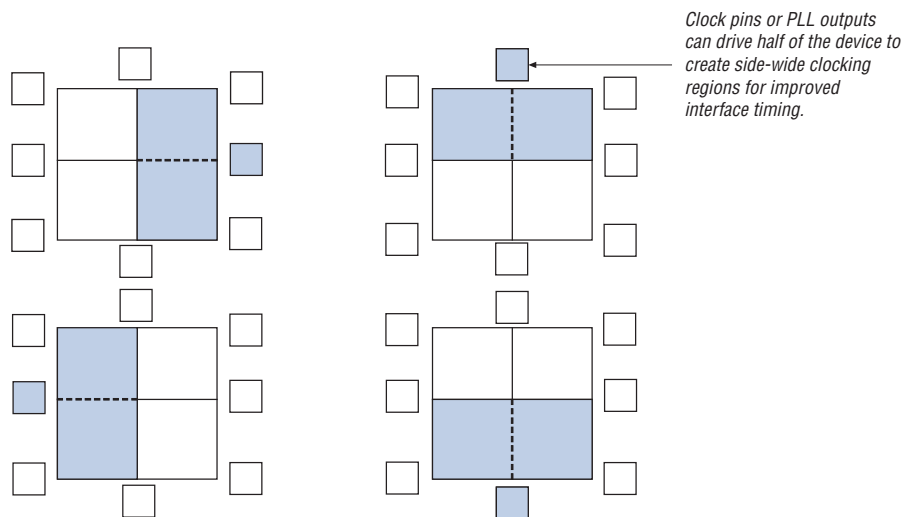 Clock pins or PLL outputs
can drive half of the device to
create side-wide clocking
regions for improved
interface timing.